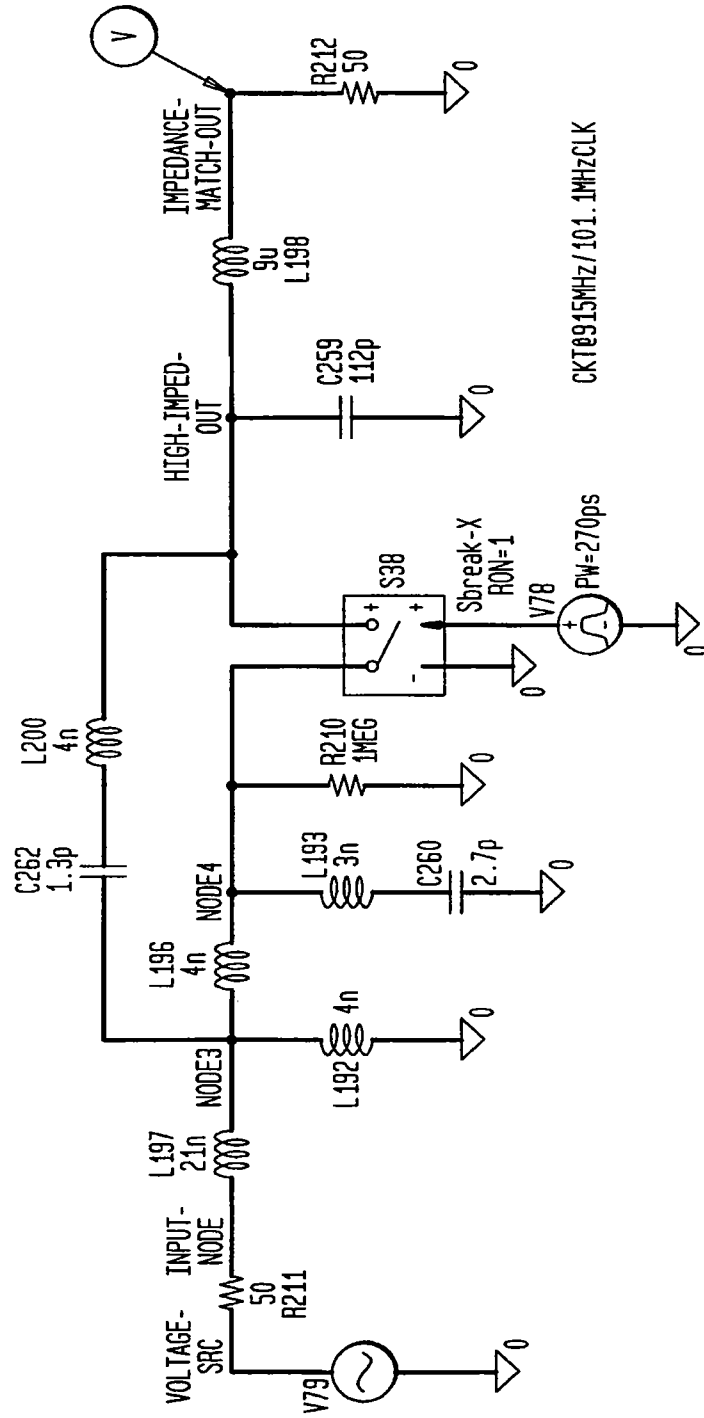 VOLTAGE-
SRC
V79
0
50
R211
INPUT-
NODE
L197
21n
NODE3
L192
4n
0
L196
4n
NODE4
C262
1.3p
L200
4n
L193
3n
C260
2.7p
0
R210
1MEG
0
S38
+
+
-
0
Sbreak-X
RON=1
V78
+
-
PW=270ps
0
HIGH-IMPED-
OUT
C259
112p
0
9u
L198
IMPEDANCE-
MATCH-OUT
V
R212
50
0
CKT@915MHz/101.1MHzCLK